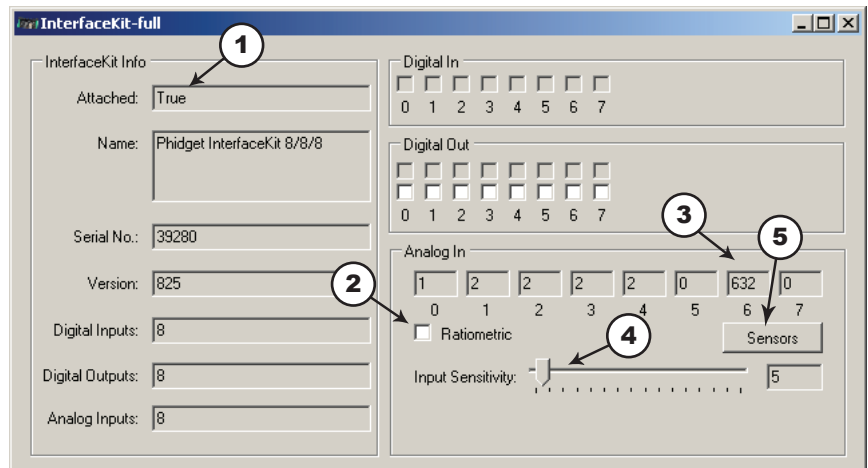 InterfaceKit-full
1
InterfaceKit Info
Attached: True
Name: Phidget InterfaceKit 8/8/8
Serial No.: 39280
Version: 825
Digital Inputs: 8
Digital Outputs: 8
Analog Inputs: 8
Digital In
0 1 2 3 4 5 6 7
Digital Out
0 1 2 3 4 5 6 7
3
5
Analog In
1 2 2 2 2 0 632 0
0 1 2 3 4 5 6 7
2
Ratiometric
4
Sensors
Input Sensitivity: 5